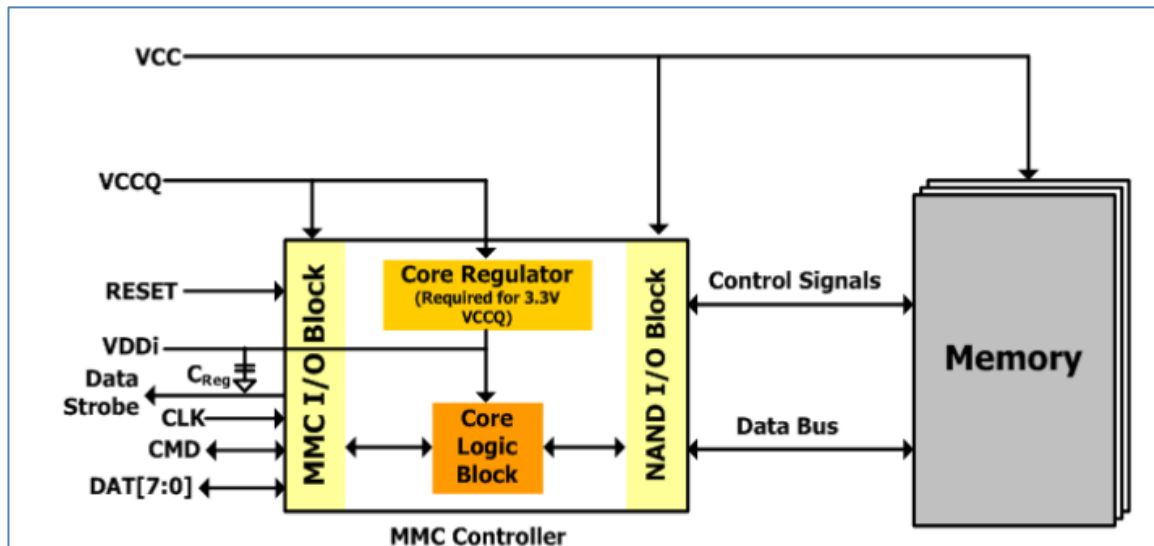 VCC
VCCQ
RESET
VDDi
C Reg
Data
Strobe
CLK
CMD
DAT[7:0]
MMC I/O Block
Core Regulator
(Required for 3.3V
VCCQ)
Core
Logic
Block
NAND I/O Block
MMC Controller
Control Signals
Data Bus
Memory